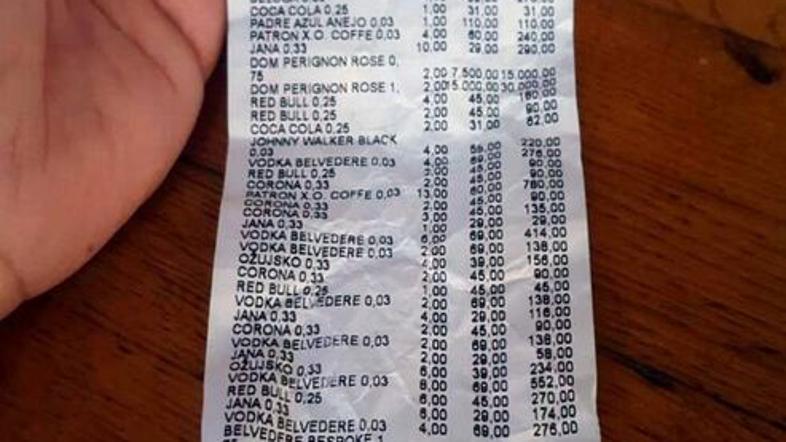 COCA COLA 0,25 1,00 31,00 31,00
PADRE AZUL ANEJO 0,03 1,00 110,00 110,00
PATRON X.O. COFFE 0,03 4,00 60,00 240,00
JANA 0,33 10,00 29,00 290,00
DOM PERIGNON ROSE 0,
75 2,00 7.500,00 15.000,00
DOM PERIGNON ROSE 1, 2,00 15.000,00 30.000,00
RED BULL 0,25 4,00 45,00 180,00
RED BULL 0,25 2,00 45,00 90,00
COCA COLA 0,25 2,00 31,00 62,00
JOHNNY WALKER BLACK
0,03 4,00 55,00 220,00
VODKA BELVEDERE 0,03 4,00 69,00 276,00
RED BULL 0,25 2,00 45,00 90,00
CORONA 0,33 2,00 45,00 90,00
PATRON X.O. COFFE 0,03 13,00 60,00 780,00
CORONA 0,33 2,00 45,00 90,00
CORONA 0,33 3,00 45,00 135,00
JANA 0,33 1,00 29,00 29,00
VODKA BELVEDERE 0,03 6,00 69,00 414,00
VODKA BELVEDERE 0,03 2,00 69,00 138,00
OŽUJSKO 0,33 4,00 39,00 156,00
CORONA 0,33 2,00 45,00 90,00
RED BULL 0,25 1,00 45,00 45,00
VODKA BELVEDERE 0,03 2,00 69,00 138,00
JANA 0,33 4,00 29,00 116,00
CORONA 0,33 2,00 45,00 90,00
VODKA BELVEDERE 0,03 2,00 69,00 138,00
JANA 0,33 2,00 29,00 58,00
OŽUJSKO 0,33 6,00 39,00 234,00
VODKA BELVEDERE 0,03 8,00 69,00 552,00
RED BULL 0,25 6,00 45,00 270,00
JANA 0,33 6,00 29,00 174,00
VODKA BELVEDERE 0,03 4,00 69,00 276,00
BELVEDERE BESPOKE 1,